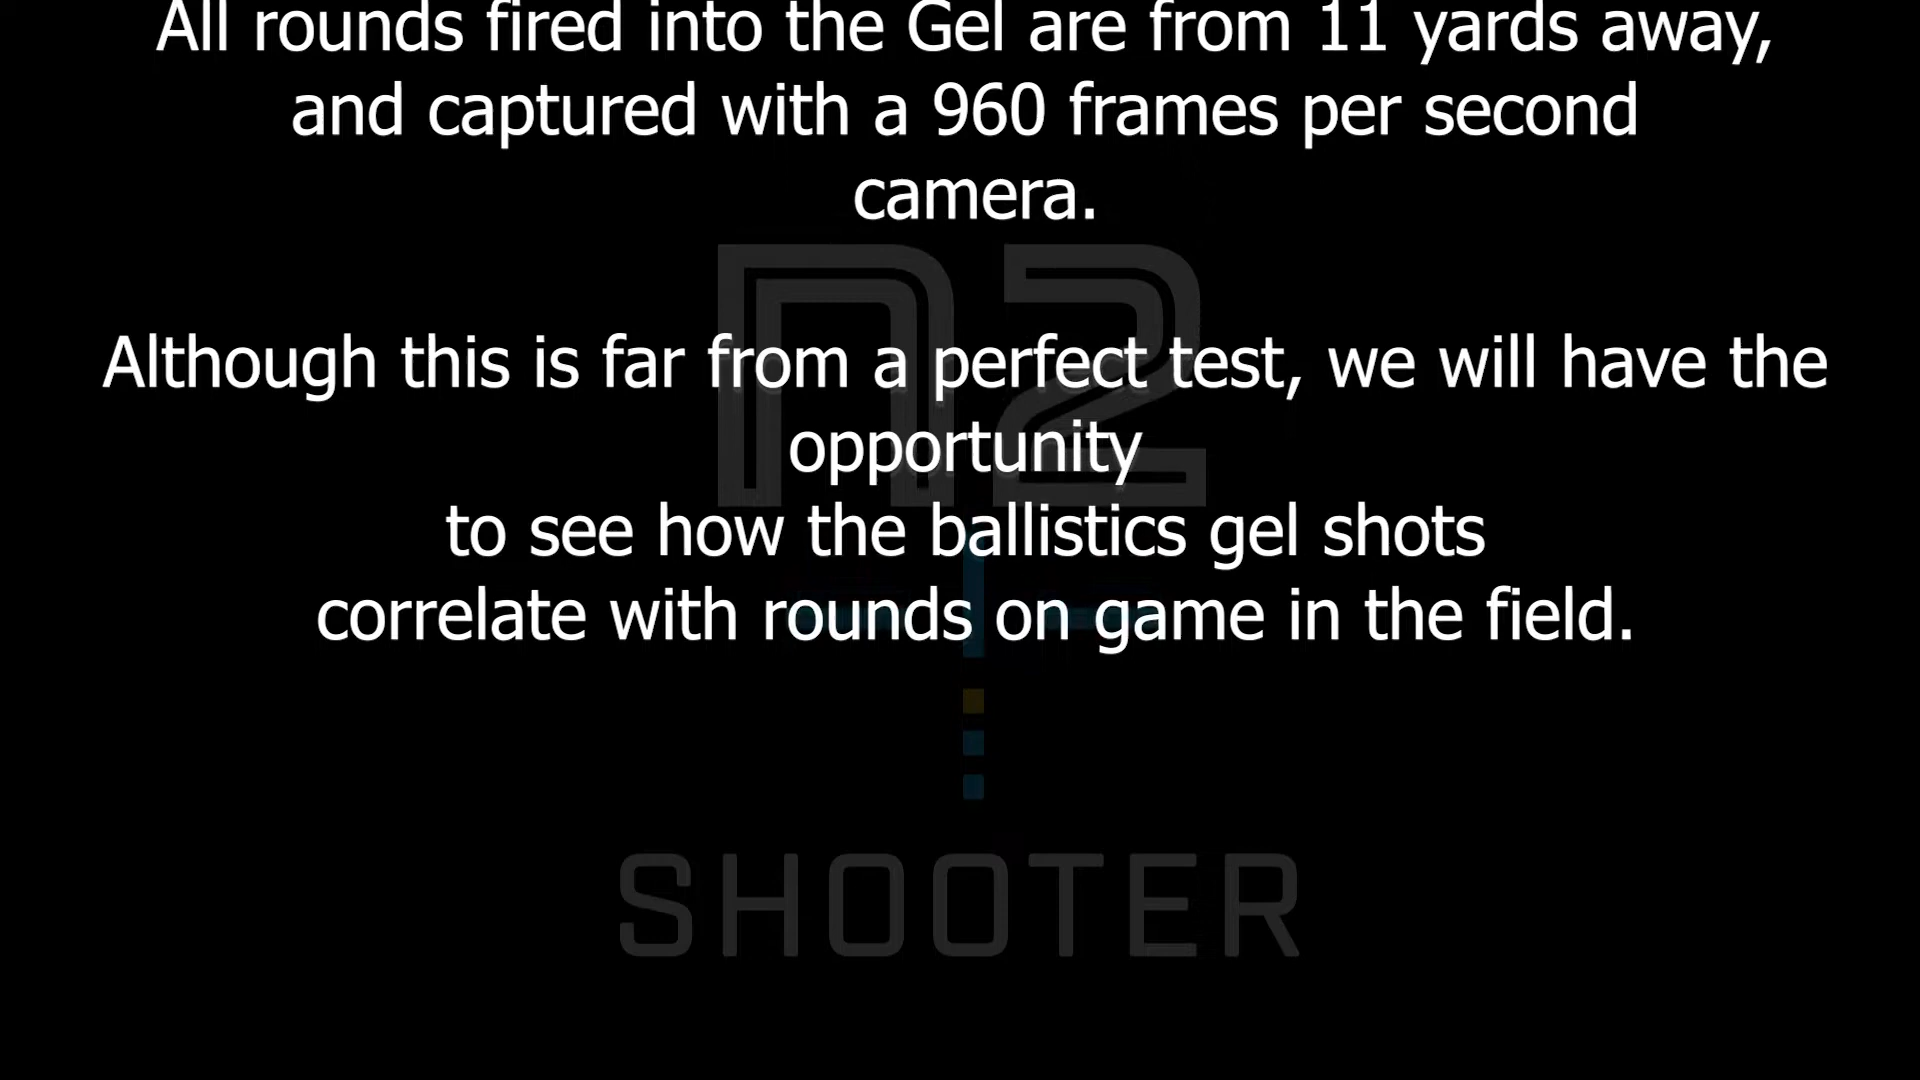 All rounds fired into the Gel are from 11 yards away,
and captured with a 960 frames per second
camera.
Although this is far from a perfect test, we will have the
opportunity
to see how the ballistics gel shots
correlate with rounds on game in the field.
n2
SHOOTER